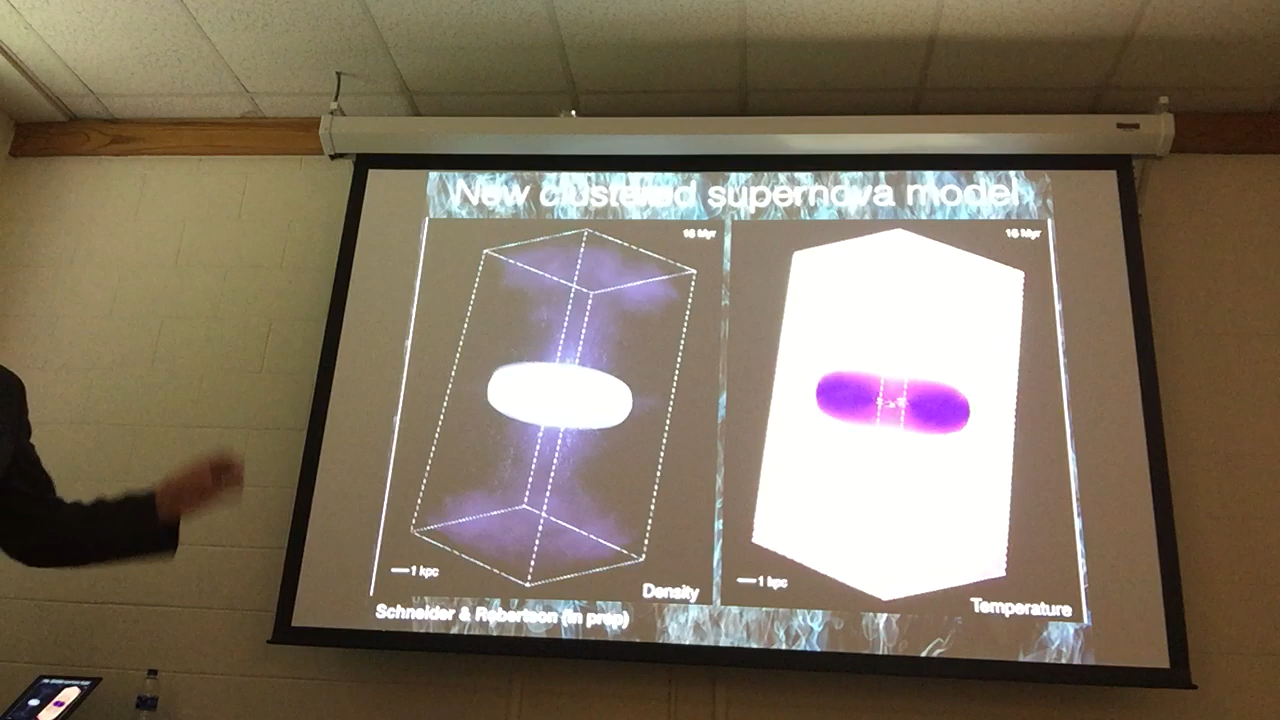 New clustered supernova model
16 Myr
16 Myr
1 kpc
Density
1 kpc
Temperature
Schneider & Robertson (in prep)